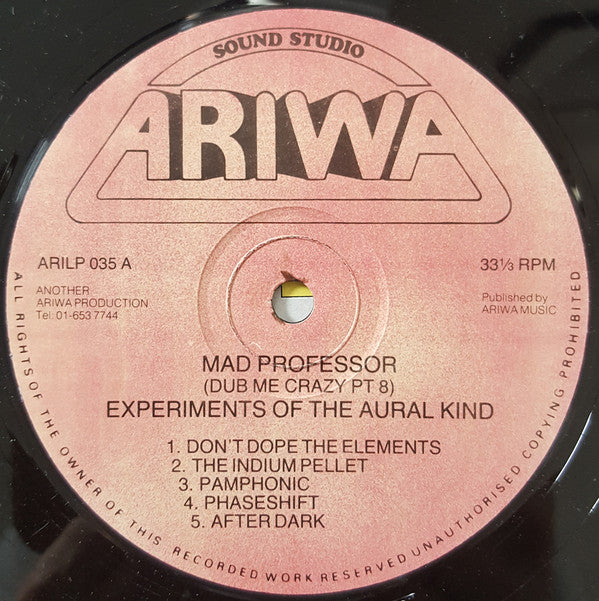 SOUND STUDIO
ARIWA
ARILP 035 A
33⅓ RPM
ANOTHER
ARIWA PRODUCTION
Tel: 01-653 7744
Published by
ARIWA MUSIC
MAD PROFESSOR
(DUB ME CRAZY PT 8)
EXPERIMENTS OF THE AURAL KIND
1. DON'T DOPE THE ELEMENTS
2. THE INDIUM PELLET
3. PAMPHONIC
4. PHASESHIFT
5. AFTER DARK
ALL RIGHTS OF THE OWNER OF THIS RECORDED WORK RESERVED UNAUTHORISED COPYING PROHIBITED